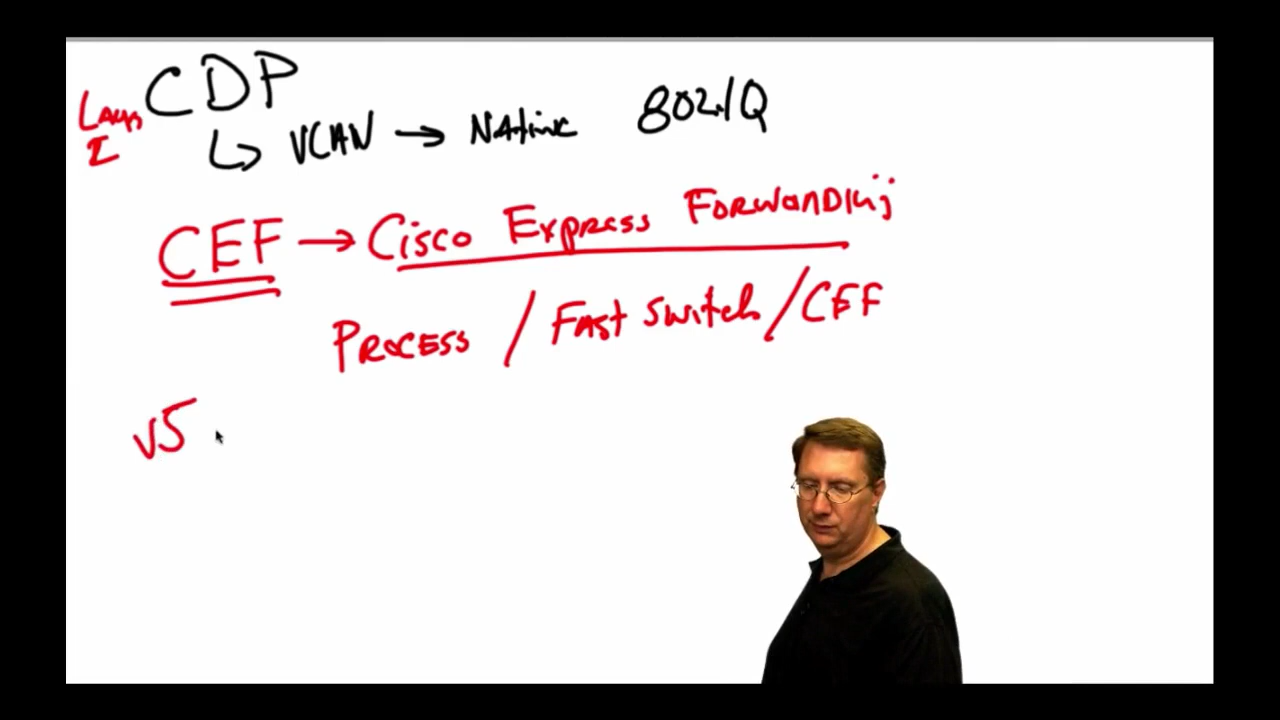 CDP
Layer
2
↳ VLAN → Native 802.1Q
CEF → Cisco Express Forwarding
Process / Fast Switch / CEF
v5